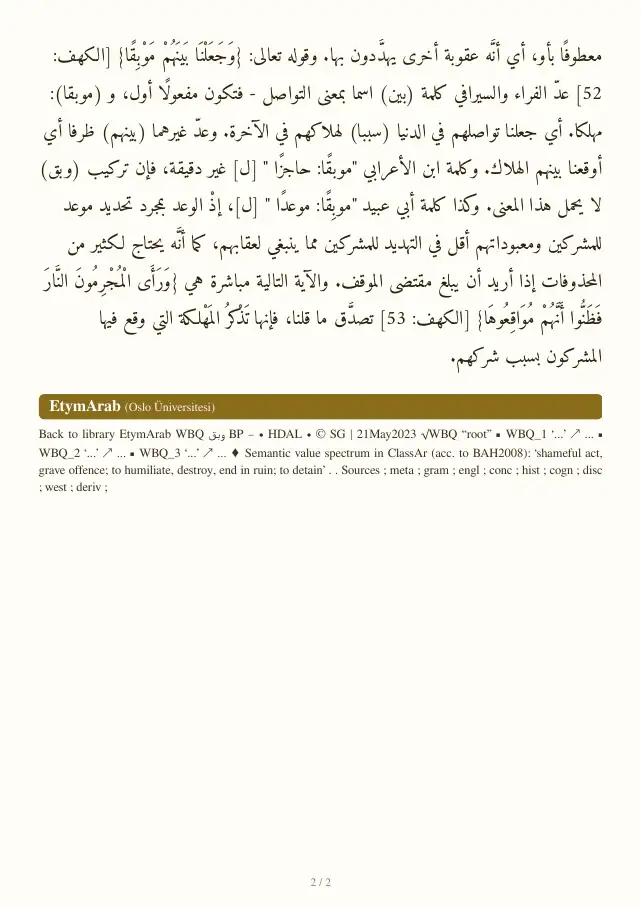 معطوفًا بأو، أي أنَّه عقوبة أخرى يهدَّدون بها. وقوله تعالى: {وَجَعَلْنَا بَيْنَهُمْ مَوْبِقًا} [الكهف:
52] عدّ الفراء والسيرافي كلمة (بين) اسما بمعنى التواصل - فتكون مفعولًا أول، و (موبقا):
مهلكا. أي جعلنا تواصلهم في الدنيا (سببا) لهلاكهم في الآخرة. وعدّ غيرهما (بينهم) ظرفا أي
أوقعنا بينهم الهلاك. وكلمة ابن الأعرابي "موبقًا: حاجزًا " [ل] غير دقيقة، فإن تركيب (وبق)
لا يحمل هذا المعنى. وكذا كلمة أبي عبيد "موبِقًا: موعدًا " [ل]، إذْ الوعد بمجرد تحديد موعد
للمشركين ومعبوداتهم أقل في التهديد للمشركين مما ينبغي لعقابهم، كما أنَّه يحتاج لكثير من
المحذوفات إذا أريد أن يبلغ مقتضى الموقف. والآية التالية مباشرة هي {وَرَأَى الْمُجْرِمُونَ النَّارَ
فَظَنُّوا أَنَّهُمْ مُوَاقِعُوهَا} [الكهف: 53] تصدَّق ما قلنا، فإنها تَذْكرُ المَهْلكة التي وقع فيها
المشركون بسبب شركهم.
EtymArab (Oslo Üniversitesi)
Back to library EtymArab WBQ وبق BP – • HDAL • © SG | 21May2023 √WBQ “root” ▪ WBQ_1 ‘...’ ↗ ... ▪
WBQ_2 ‘...’ ↗ ... ▪ WBQ_3 ‘...’ ↗ ... ♦ Semantic value spectrum in ClassAr (acc. to BAH2008): ‘shameful act,
grave offence; to humiliate, destroy, end in ruin; to detain’ . . Sources ; meta ; gram ; engl ; conc ; hist ; cogn ; disc
; west ; deriv ;
2 / 2